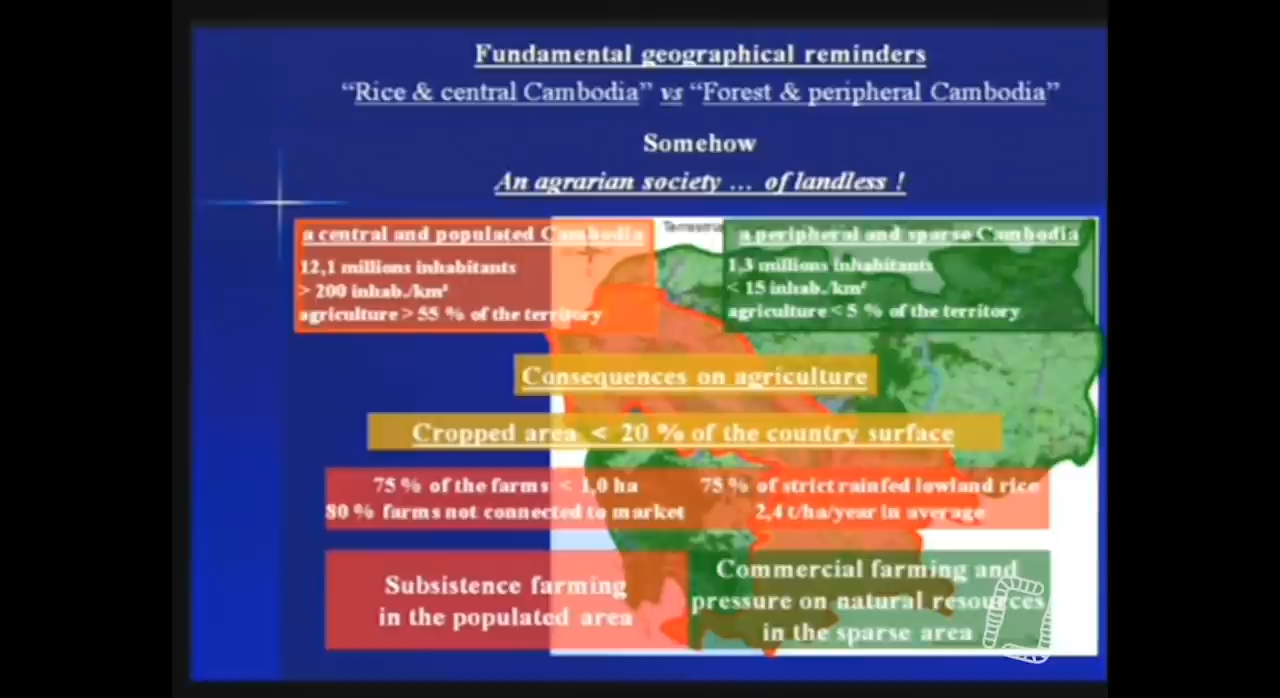 Fundamental geographical reminders
“Rice & central Cambodia” vs “Forest & peripheral Cambodia”
Somehow
An agrarian society ... of landless !
a central and populated Cambodia
12,1 millions inhabitants
> 200 inhab./km²
agriculture > 55 % of the territory
a peripheral and sparse Cambodia
1,3 millions inhabitants
< 15 inhab./km²
agriculture < 5 % of the territory
Consequences on agriculture
Cropped area < 20 % of the country surface
75 % of the farms < 1,0 ha
80 % farms not connected to market
75 % of strict rainfed lowland rice
2,4 t/ha/year in average
Subsistence farming
in the populated area
Commercial farming and
pressure on natural resources
in the sparse area